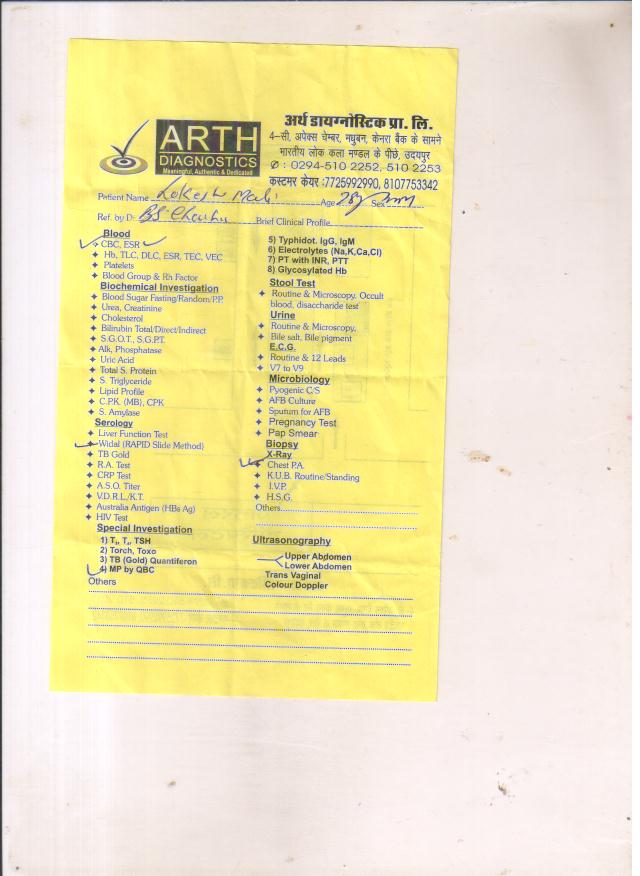 ARTH
DIAGNOSTICS
Meaningful, Authentic & Dedicated
अर्थ डायग्नोस्टिक प्रा. लि.
4-सी, अपेक्स चेम्बर, मधुबन, केनरा बैंक के सामने
भारतीय लोक कला मण्डल के पीछे, उदयपुर
✆ : 0294-510 2252, 510 2253
कस्टमर केयर :7725992990, 8107753342
Patient Name Lokesh Mali Age 28y Sex
Ref. by D: BS Brief Clinical Profile
Blood
CBC, ESR
Hb, TLC, DLC, ESR, TEC, VEC
Platelets
Blood Group & Rh Factor
Biochemical Investigation
Blood Sugar Fasting/Random/P.P.
Urea, Creatinine
Cholesterol
Bilirubin Total/Direct/Indirect
S.G.O.T., S.G.P.T.
Alk, Phosphatase
Uric Acid
Total S. Protein
S. Triglyceride
Lipid Profile
C.P.K. (MB), CPK
S. Amylase
Serology
Liver Function Test
Widal (RAPID Slide Method)
TB Gold
R.A. Test
CRP Test
A.S.O. Titer
V.D.R.L./K.T.
Australia Antigen (HBs Ag)
HIV Test
Special Investigation
1) T₃, T₄, TSH
2) Torch, Toxo
3) TB (Gold) Quantiferon
4) MP by QBC
Others
5) Typhidot. IgG, IgM
6) Electrolytes (Na,K,Ca,Cl)
7) PT with INR, PTT
8) Glycosylated Hb
Stool Test
Routine & Microscopy, Occult
blood, disaccharide test
Urine
Routine & Microscopy,
Bile salt, Bile pigment
E.C.G.
Routine & 12 Leads
V7 to V9
Microbiology
Pyogenic C/S
AFB Culture
Sputum for AFB
Pregnancy Test
Pap Smear
Biopsy
X-Ray
Chest P.A.
K.U.B. Routine/Standing
I.V.P.
H.S.G.
Others
Ultrasonography
Upper Abdomen
Lower Abdomen
Trans Vaginal
Colour Doppler